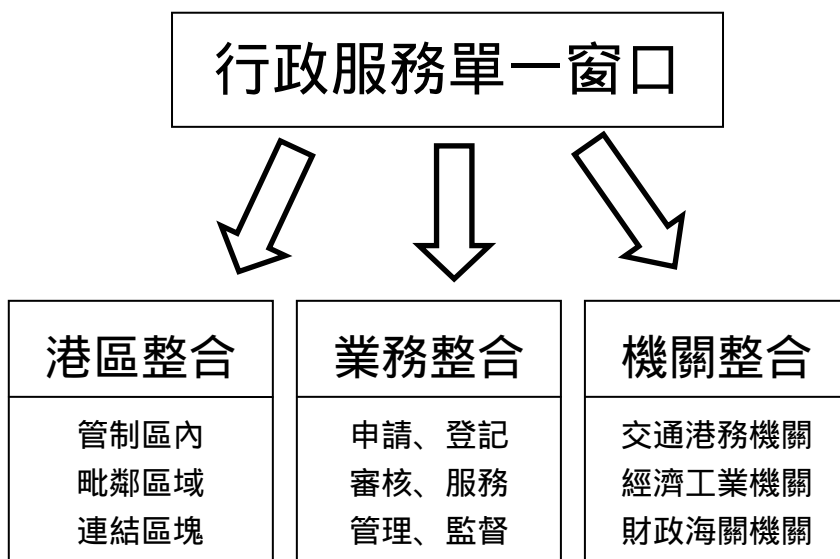 行政服務單一窗口
港區整合
管制區內
毗鄰區域
連結區塊
業務整合
申請、登記
審核、服務
管理、監督
機關整合
交通港務機關
經濟工業機關
財政海關機關